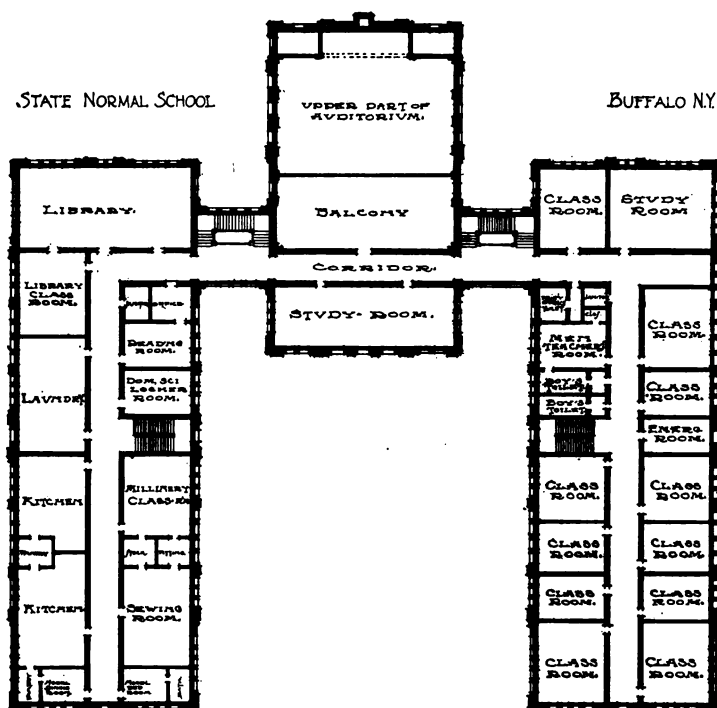 STATE NORMAL SCHOOL
BUFFALO N.Y.
UPPER PART OF
AUDITORIUM.
LIBRARY.
BALCONY
CLASS
ROOM.
STUDY
ROOM
CORRIDOR.
LIBRARY
CLASS
ROOM.
STUDY-ROOM.
READING
ROOM.
MEN
TEACHERS
ROOM.
CLASS
ROOM.
LAUNDRY
DOM. SCI
LOCKER
ROOM.
BOY'S
TOILET.
BOY'S
TOILET.
CLASS
ROOM.
EMERG.
ROOM.
KITCHEN
MILLINERY
CLASS-RM.
CLASS
ROOM.
CLASS
ROOM.
CLASS
ROOM.
CLASS
ROOM.
KITCHEN
SEWING
ROOM.
CLASS
ROOM.
CLASS
ROOM.
CLASS
ROOM.
CLASS
ROOM.